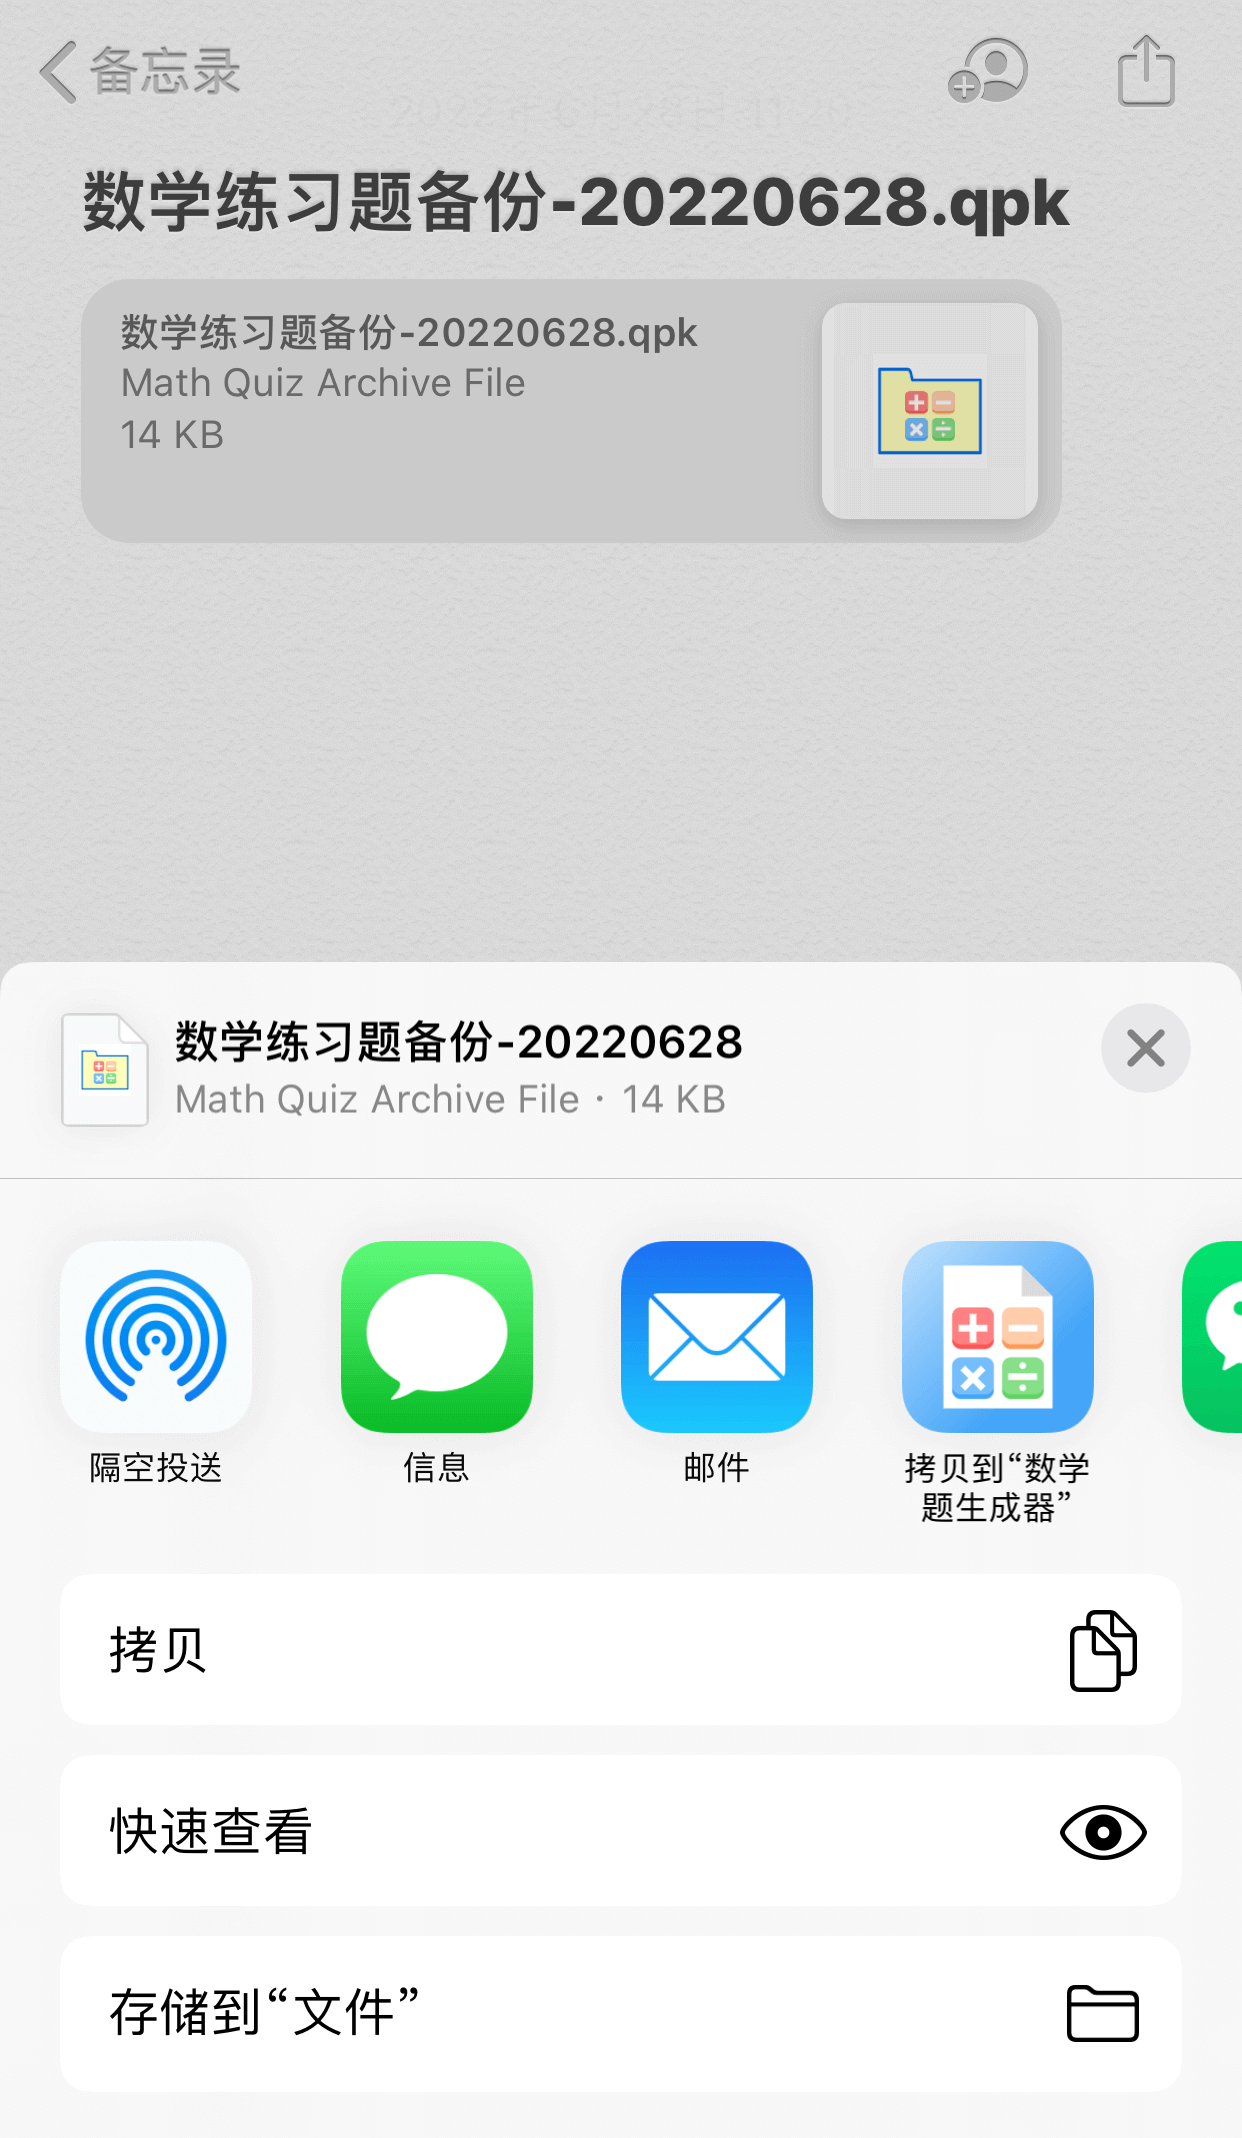 备忘录
2022年6月28日 11:26
数学练习题备份-20220628.qpk
数学练习题备份-20220628.qpk
Math Quiz Archive File
14 KB
数学练习题备份-20220628
Math Quiz Archive File · 14 KB
隔空投送
信息
邮件
拷贝到“数学
题生成器”
拷贝
快速查看
存储到“文件”